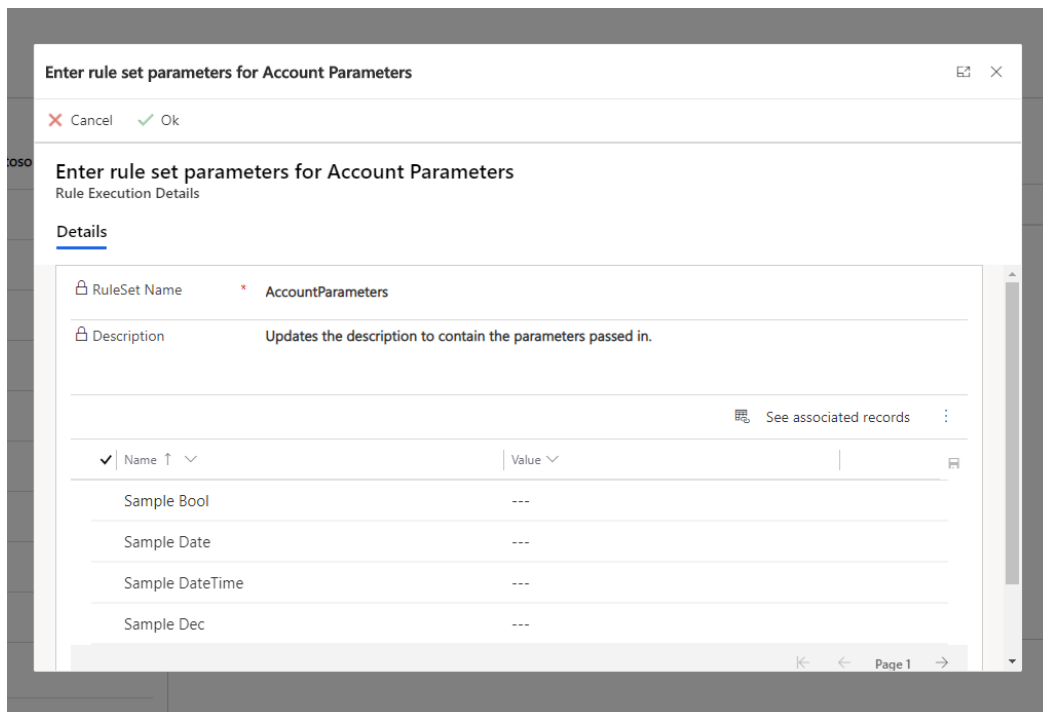 Enter rule set parameters for Account Parameters
Cancel Ok
toso
Enter rule set parameters for Account Parameters
Rule Execution Details
Details
RuleSet Name * AccountParameters
Description Updates the description to contain the parameters passed in.
See associated records
Name ↑ Value
Sample Bool ---
Sample Date ---
Sample DateTime ---
Sample Dec ---
Page 1